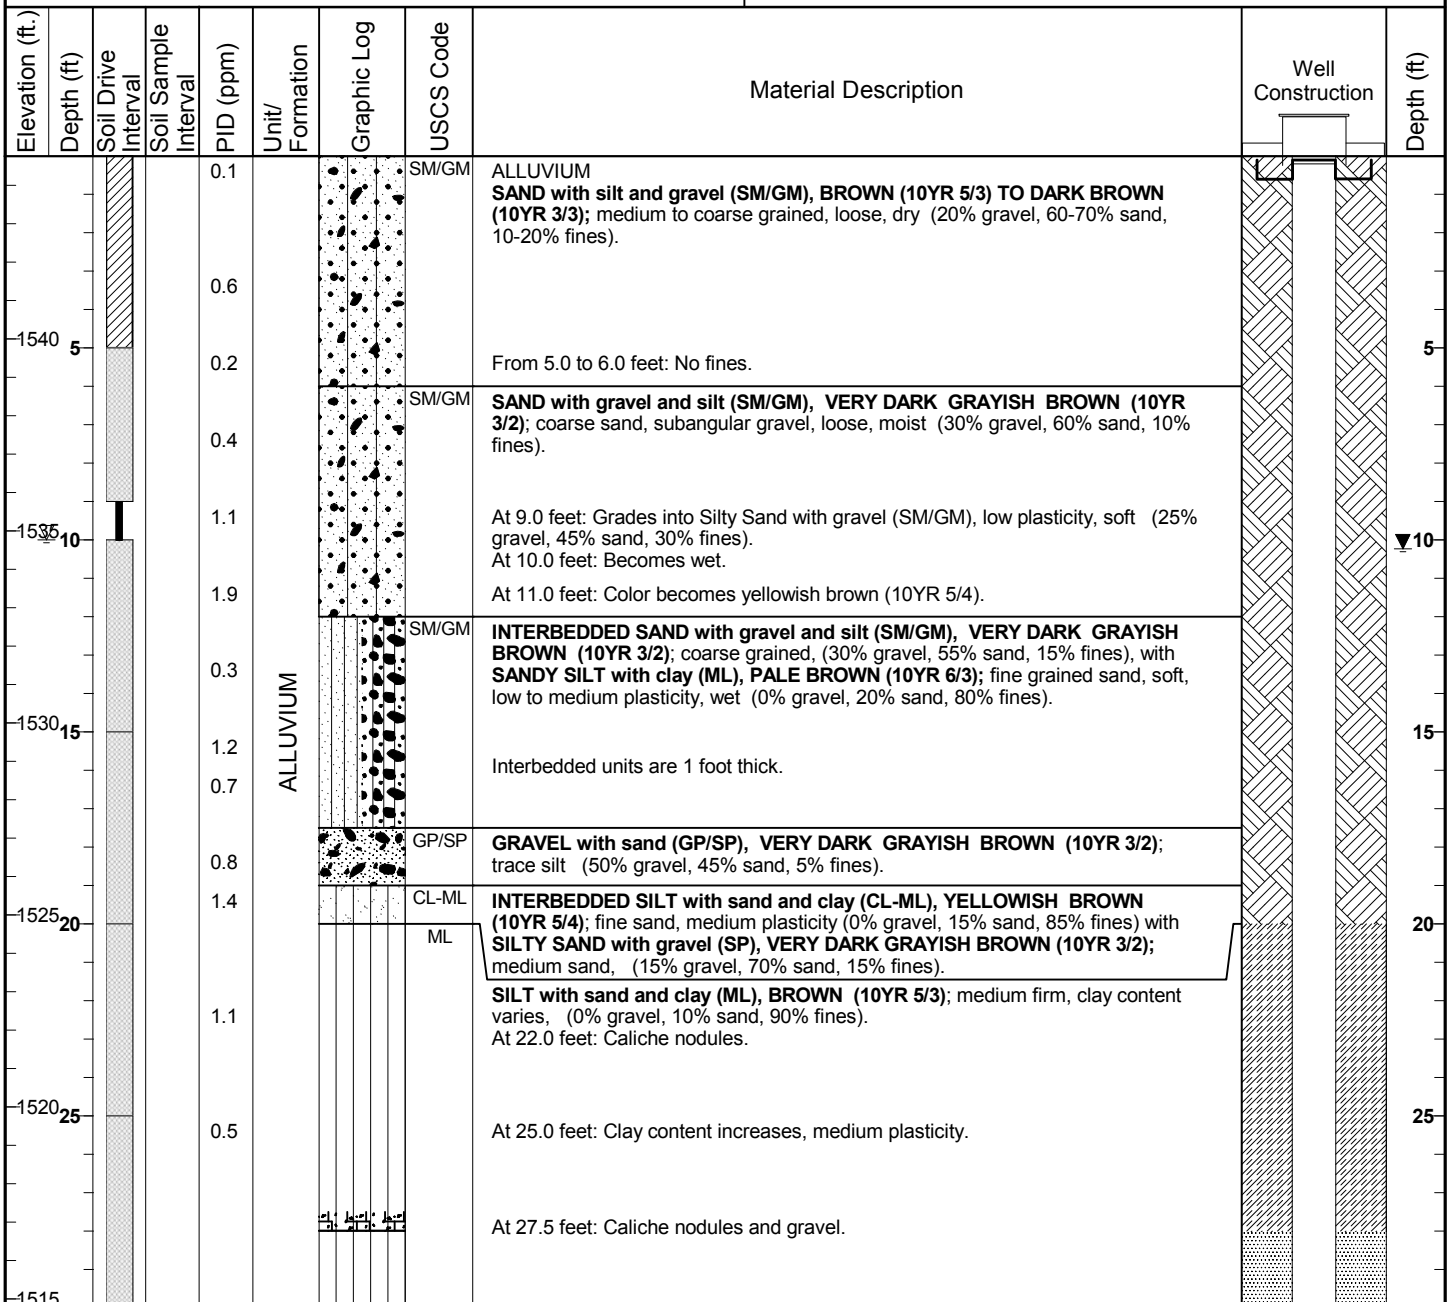 Elevation (ft.)
Depth (ft)
Soil Drive
Interval
Soil Sample
Interval
PID (ppm)
Unit/
Formation
Graphic Log
USCS Code
Material Description
Well
Construction
Depth (ft)
0.1
SM/GM
ALLUVIUM
SAND with silt and gravel (SM/GM), BROWN (10YR 5/3) TO DARK BROWN
(10YR 3/3); medium to coarse grained, loose, dry (20% gravel, 60-70% sand,
10-20% fines).
0.6
1540
5
5
0.2
From 5.0 to 6.0 feet: No fines.
SM/GM
SAND with gravel and silt (SM/GM), VERY DARK GRAYISH BROWN (10YR
3/2); coarse sand, subangular gravel, loose, moist (30% gravel, 60% sand, 10%
fines).
0.4
1.1
At 9.0 feet: Grades into Silty Sand with gravel (SM/GM), low plasticity, soft (25%
gravel, 45% sand, 30% fines).
1535
10
10
At 10.0 feet: Becomes wet.
1.9
At 11.0 feet: Color becomes yellowish brown (10YR 5/4).
SM/GM
INTERBEDDED SAND with gravel and silt (SM/GM), VERY DARK GRAYISH
BROWN (10YR 3/2); coarse grained, (30% gravel, 55% sand, 15% fines), with
SANDY SILT with clay (ML), PALE BROWN (10YR 6/3); fine grained sand, soft,
low to medium plasticity, wet (0% gravel, 20% sand, 80% fines).
0.3
ALLUVIUM
1530
15
15
1.2
Interbedded units are 1 foot thick.
0.7
GP/SP
GRAVEL with sand (GP/SP), VERY DARK GRAYISH BROWN (10YR 3/2);
trace silt (50% gravel, 45% sand, 5% fines).
0.8
1.4
CL-ML
INTERBEDDED SILT with sand and clay (CL-ML), YELLOWISH BROWN
(10YR 5/4); fine sand, medium plasticity (0% gravel, 15% sand, 85% fines) with
SILTY SAND with gravel (SP), VERY DARK GRAYISH BROWN (10YR 3/2);
medium sand, (15% gravel, 70% sand, 15% fines).
1525
20
20
ML
SILT with sand and clay (ML), BROWN (10YR 5/3); medium firm, clay content
varies, (0% gravel, 10% sand, 90% fines).
1.1
At 22.0 feet: Caliche nodules.
1520
25
25
0.5
At 25.0 feet: Clay content increases, medium plasticity.
At 27.5 feet: Caliche nodules and gravel.
1515